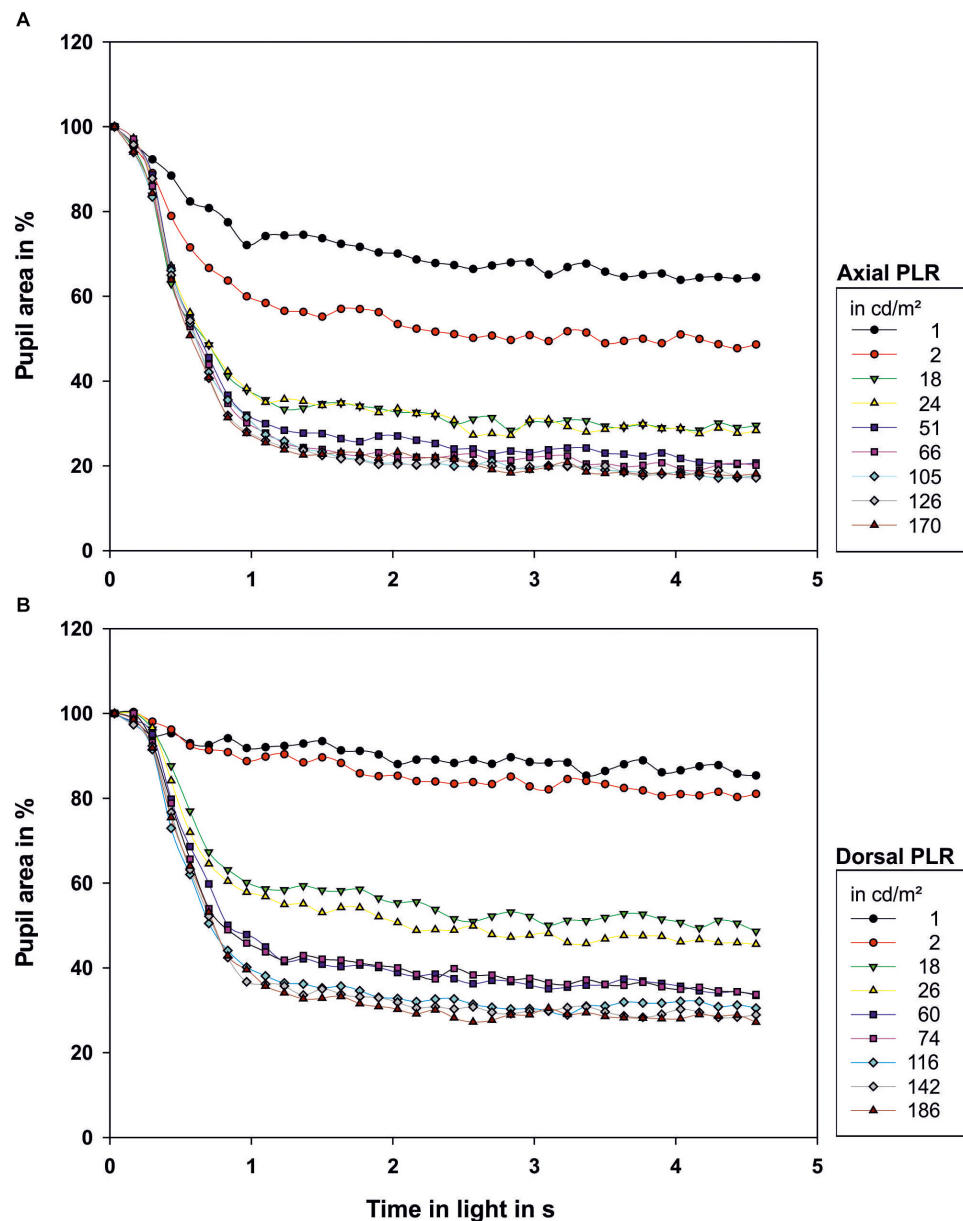 A
120
100
80
60
40
20
0
Pupil area in %
0 1 2 3 4 5
Axial PLR
in cd/m²
1
2
18
24
51
66
105
126
170
B
120
100
80
60
40
20
0
Pupil area in %
0 1 2 3 4 5
Time in light in s
Dorsal PLR
in cd/m²
1
2
18
26
60
74
116
142
186